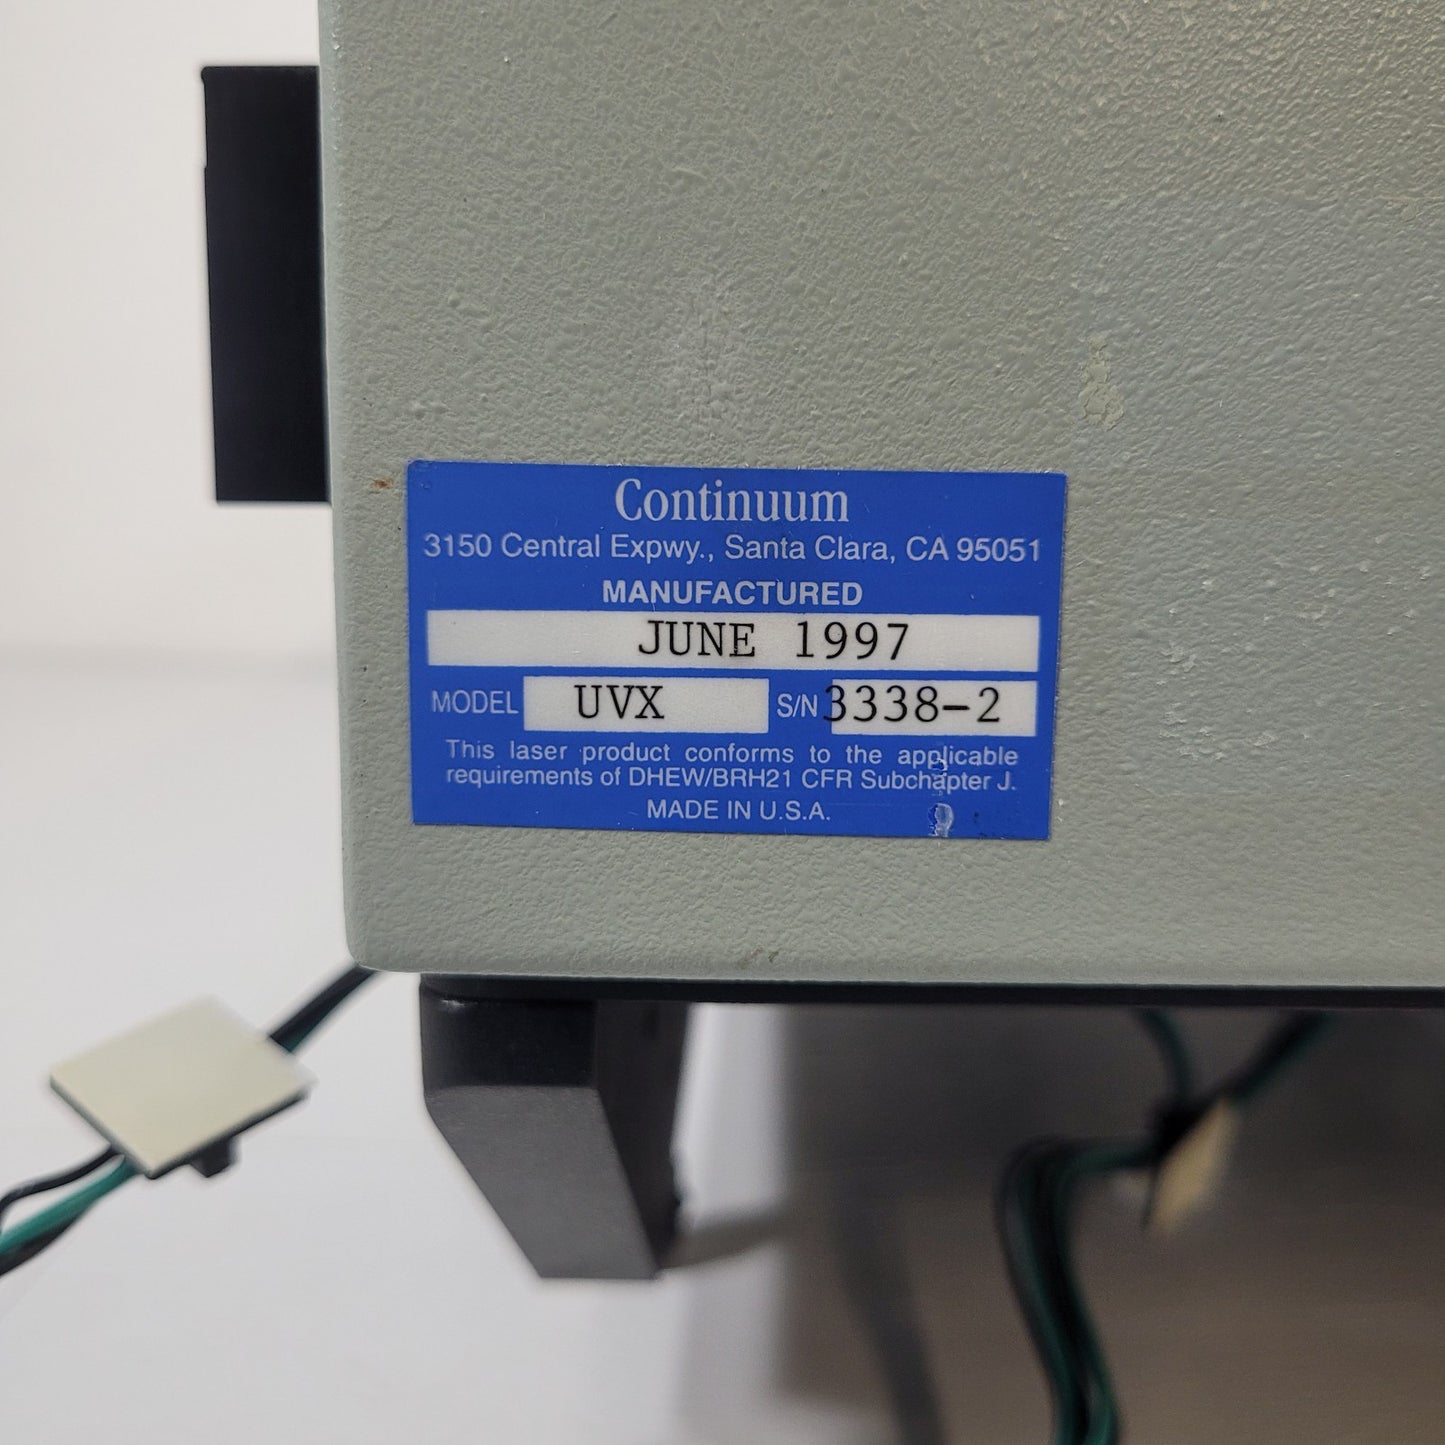 Continuum
3150 Central Expwy., Santa Clara, CA 95051
MANUFACTURED
JUNE 1997
MODEL UVX S/N 3338-2
This laser product conforms to the applicable
requirements of DHEW/BRH21 CFR Subchapter J.
MADE IN U.S.A.